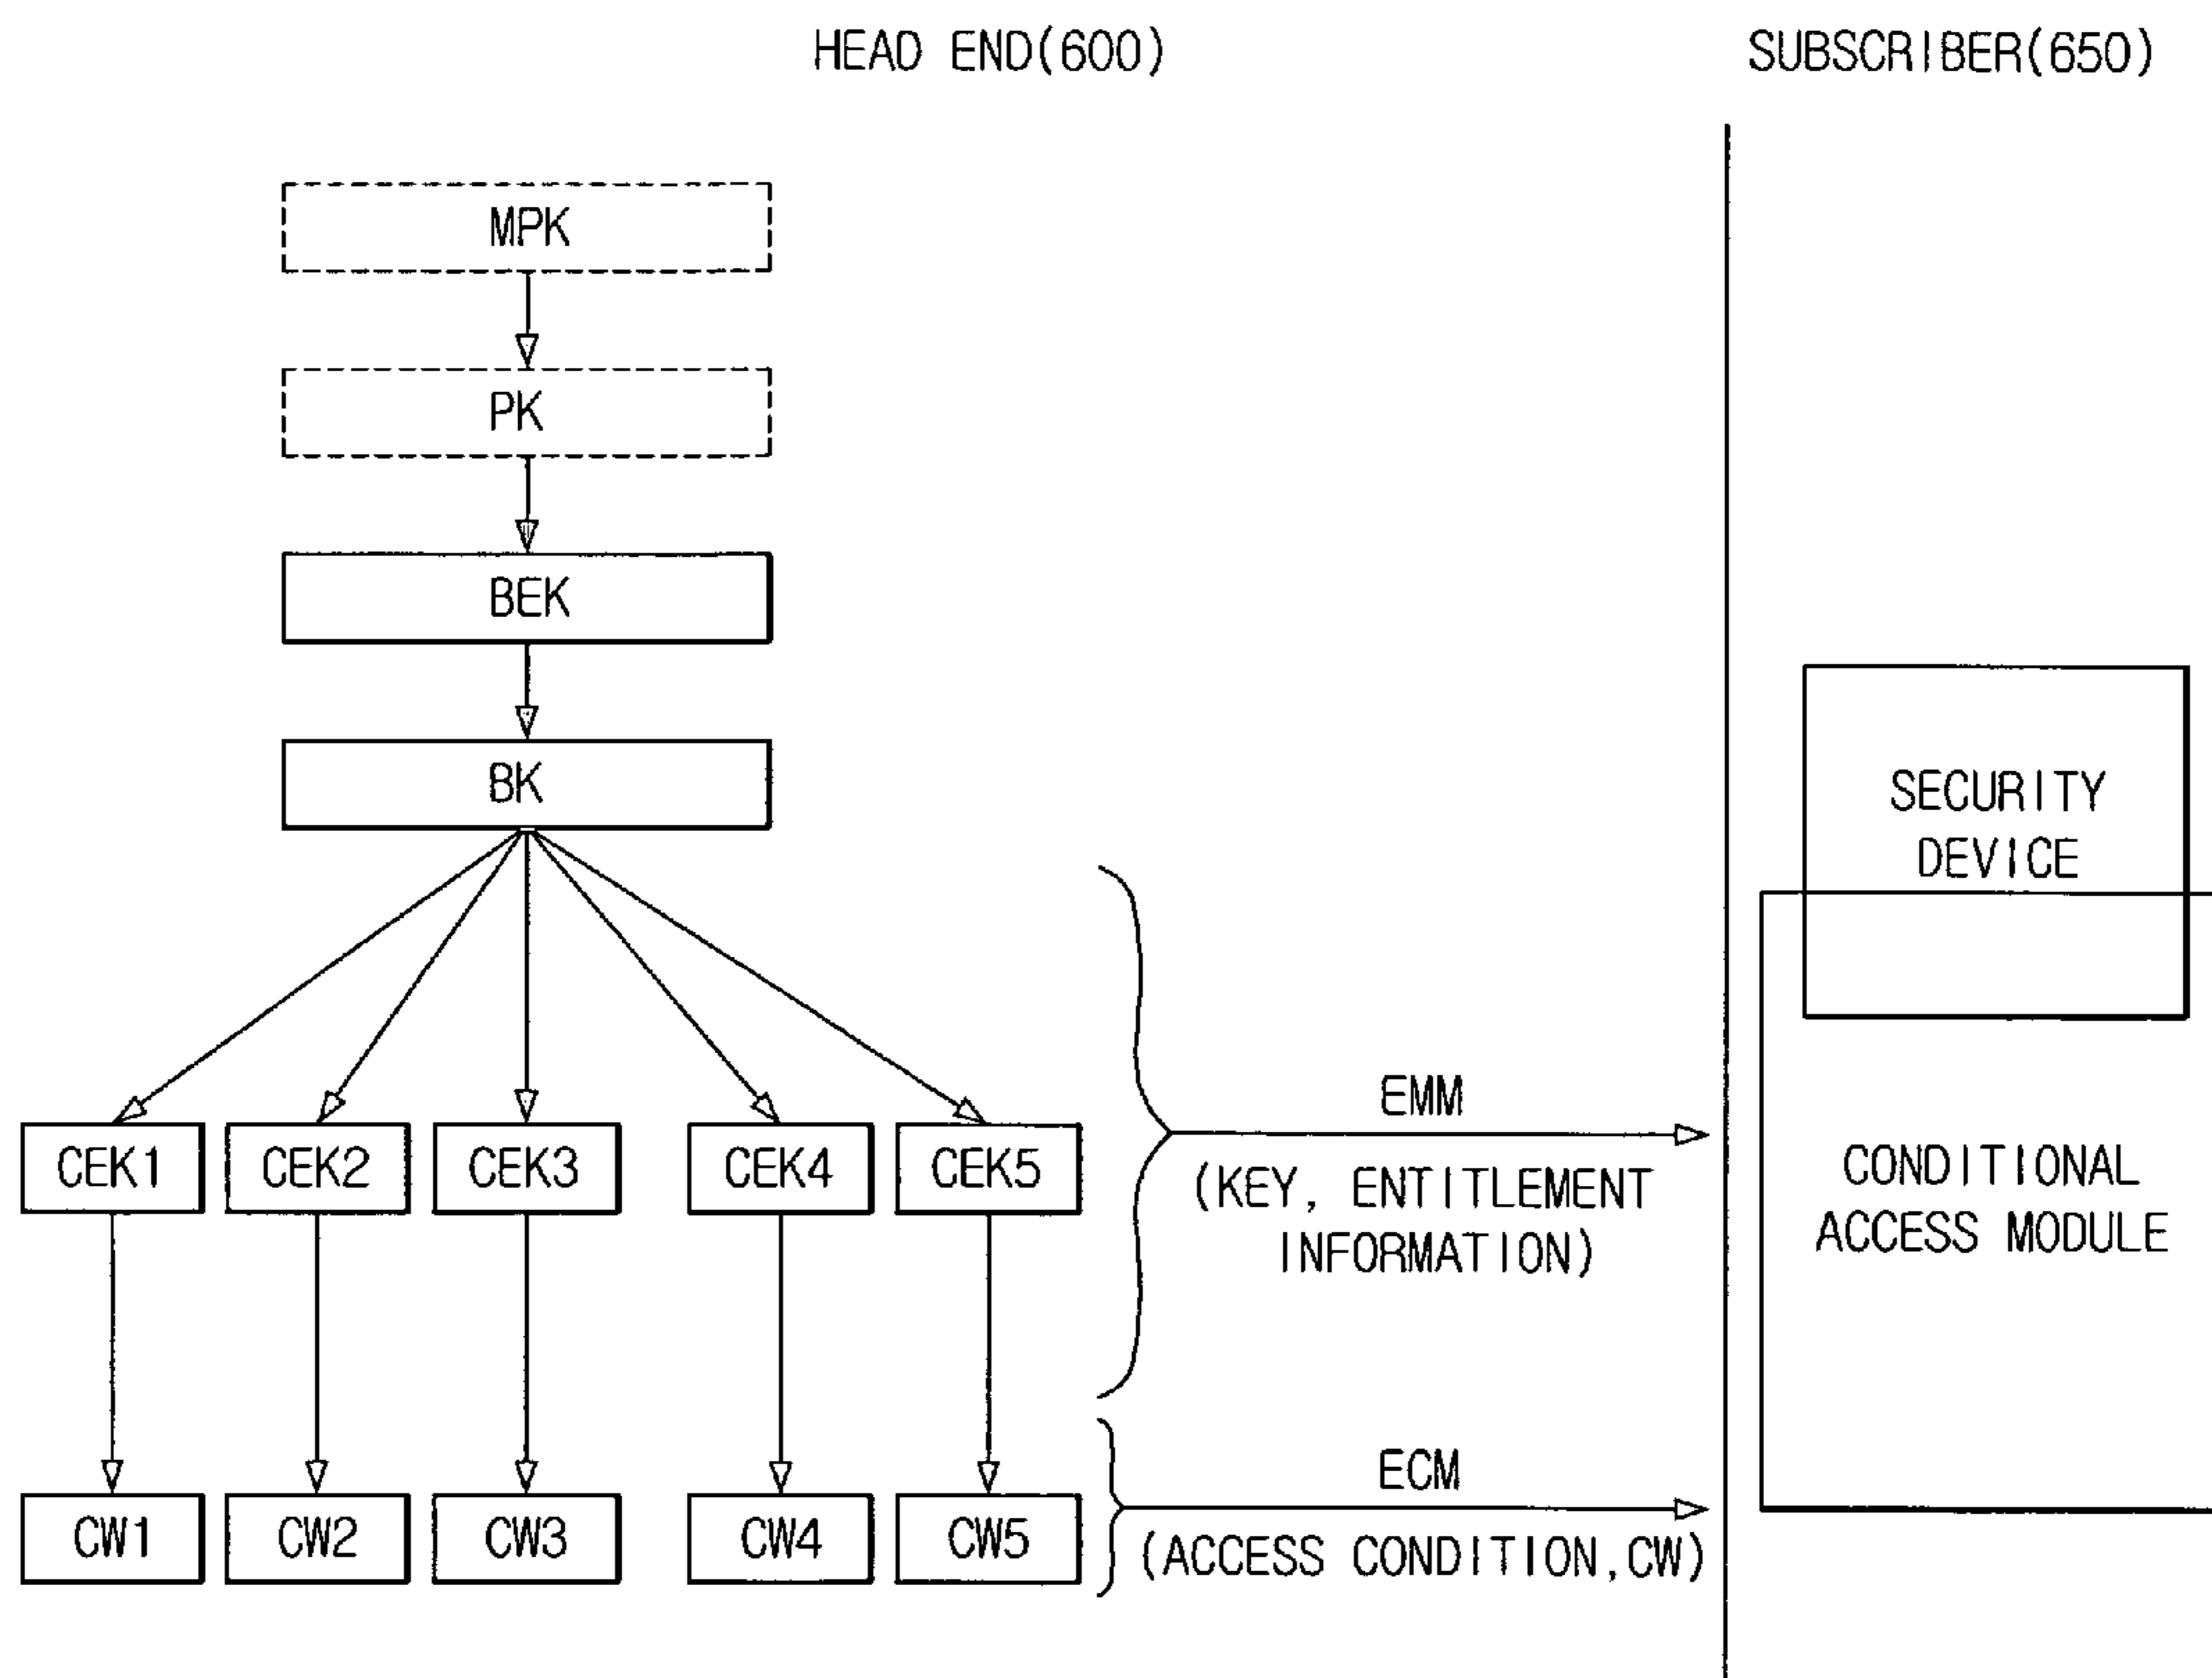 HEAD END(600)
SUBSCRIBER(650)
MPK
PK
BEK
BK
SECURITY
DEVICE
CEK1
CEK2
CEK3
CEK4
CEK5
EMM
(KEY, ENTITLEMENT
INFORMATION)
CONDITIONAL
ACCESS MODULE
CW1
CW2
CW3
CW4
CW5
ECM
(ACCESS CONDITION,CW)